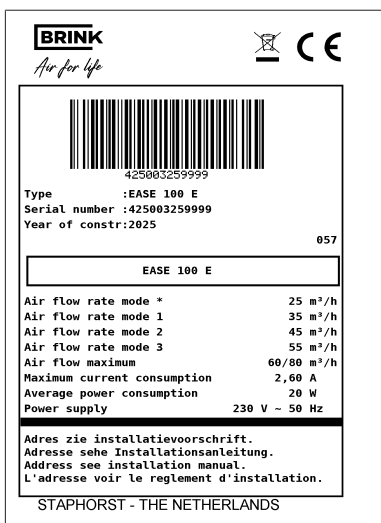 BRINK
Air for life
CE
425003259999
Type :EASE 100 E
Serial number :425003259999
Year of constr:2025
057
EASE 100 E
Air flow rate mode * 25 m³/h
Air flow rate mode 1 35 m³/h
Air flow rate mode 2 45 m³/h
Air flow rate mode 3 55 m³/h
Air flow maximum 60/80 m³/h
Maximum current consumption 2,60 A
Average power consumption 20 W
Power supply 230 V ~ 50 Hz
Adres zie installatievoorschrift.
Adresse sehe Installationsanleitung.
Address see installation manual.
L'adresse voir le reglement d'installation.
STAPHORST - THE NETHERLANDS